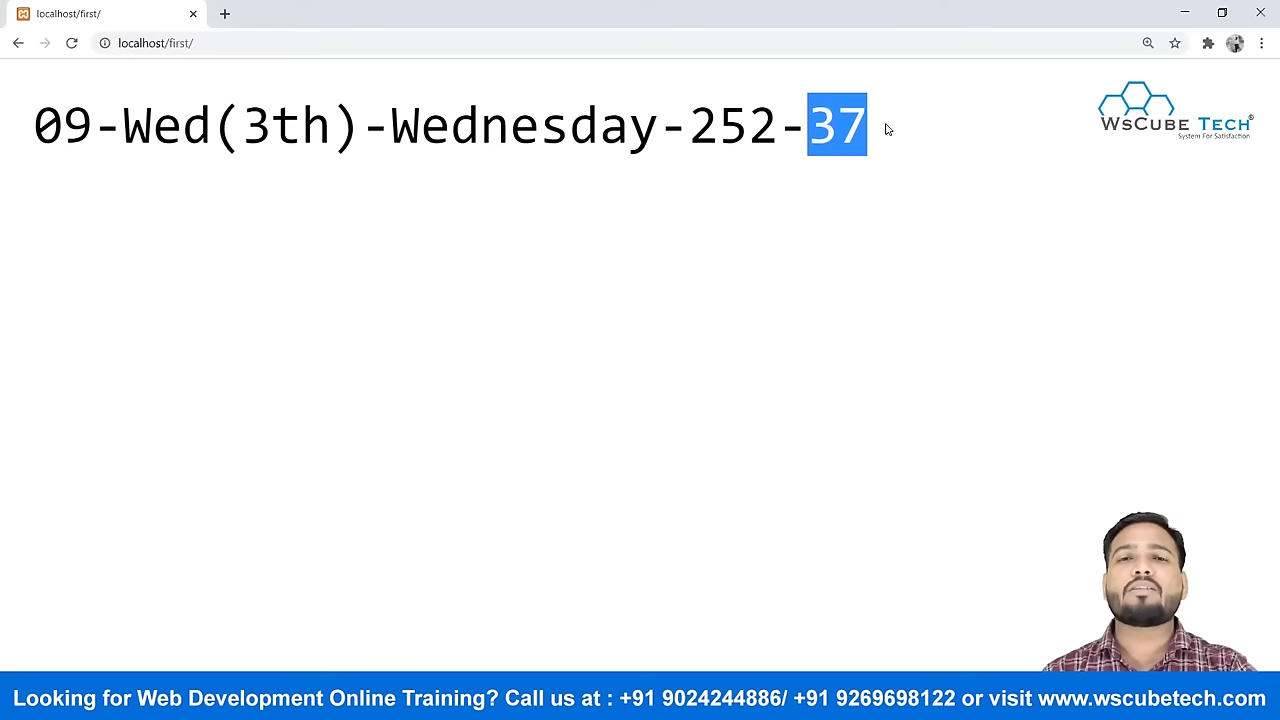 localhost/first/
localhost/first/
09-Wed(3th)-Wednesday-252-37
WsCube Tech®
System For Satisfaction
Looking for Web Development Online Training? Call us at : +91 9024244886/ +91 9269698122 or visit www.wscubetech.com